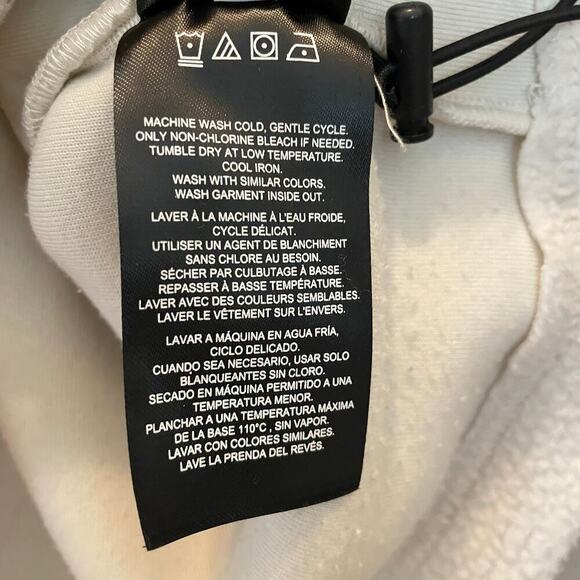 MACHINE WASH COLD, GENTLE CYCLE.
ONLY NON-CHLORINE BLEACH IF NEEDED.
TUMBLE DRY AT LOW TEMPERATURE.
COOL IRON.
WASH WITH SIMILAR COLORS.
WASH GARMENT INSIDE OUT.
LAVER À LA MACHINE À L'EAU FROIDE,
CYCLE DÉLICAT.
UTILISER UN AGENT DE BLANCHIMENT
SANS CHLORE AU BESOIN.
SÉCHER PAR CULBUTAGE À BASSE.
REPASSER À BASSE TEMPÉRATURE.
LAVER AVEC DES COULEURS SEMBLABLES.
LAVER LE VÊTEMENT SUR L'ENVERS.
LAVAR A MÁQUINA EN AGUA FRÍA,
CICLO DELICADO.
CUANDO SEA NECESARIO, USAR SOLO
BLANQUEANTES SIN CLORO.
SECADO EN MÁQUINA PERMITIDO A UNA
TEMPERATURA MENOR.
PLANCHAR A UNA TEMPERATURA MÁXIMA
DE LA BASE 110°C , SIN VAPOR.
LAVAR CON COLORES SIMILARES.
LAVE LA PRENDA DEL REVÉS.